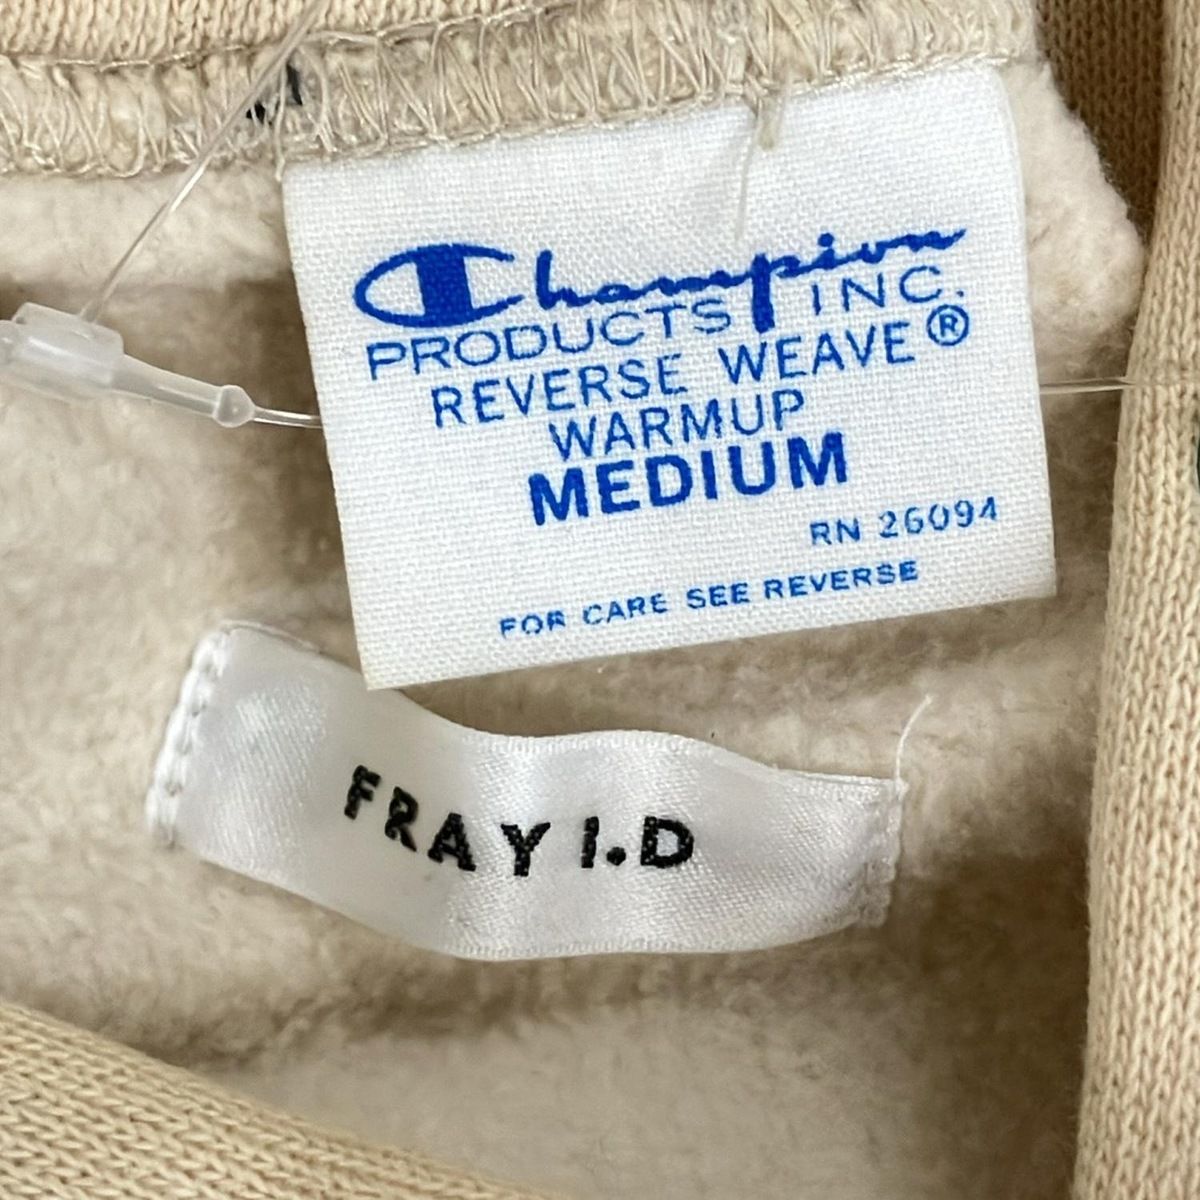 Champion
PRODUCTS INC.
REVERSE WEAVE®
WARMUP
MEDIUM
RN 26094
FOR CARE SEE REVERSE
FRAY I.D